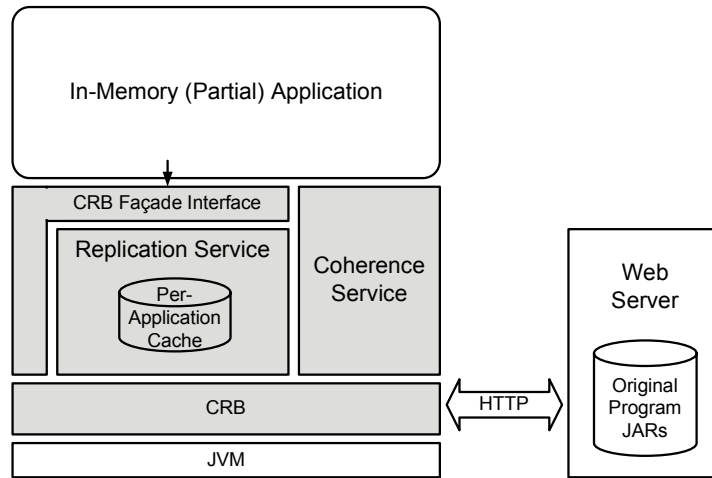 In-Memory (Partial) Application
CRB Façade Interface
Replication Service
Per-
Application
Cache
Coherence
Service
CRB
JVM
HTTP
Web
Server
Original
Program
JARs